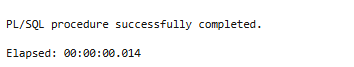 PL/SQL procedure successfully completed.
Elapsed: 00:00:00.014